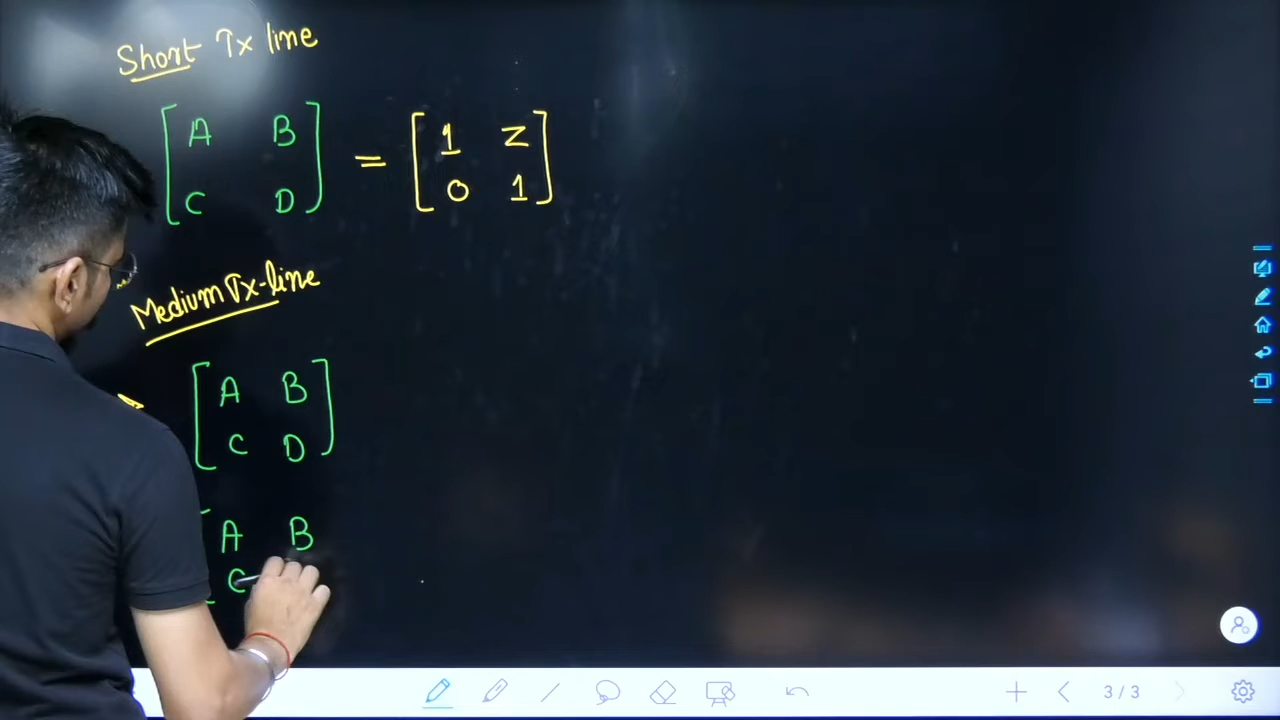 Short Tx line
A B = 1 Z
C D 0 1
Medium Tx-line
A B
C D
A B
C
3 / 3